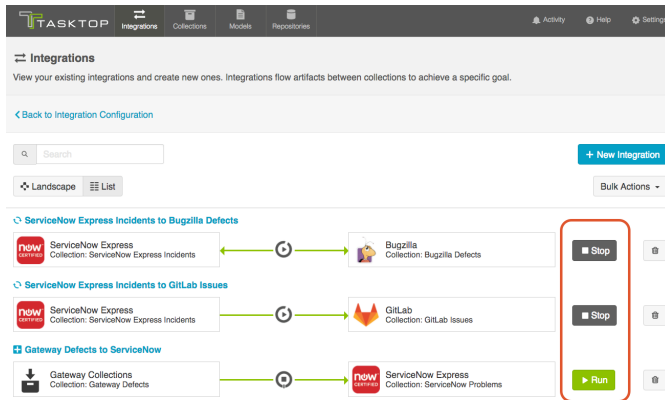 TASKTOP
Integrations
Collections
Models
Repositories
Activity
Help
Settings
Integrations
View your existing integrations and create new ones. Integrations flow artifacts between collections to achieve a specific goal.
Back to Integration Configuration
Search
+ New Integration
Landscape
List
Bulk Actions
ServiceNow Express Incidents to Bugzilla Defects
now
CERTIFIED
ServiceNow Express
Collection: ServiceNow Express Incidents
Bugzilla
Collection: Bugzilla Defects
Stop
ServiceNow Express Incidents to GitLab Issues
now
CERTIFIED
ServiceNow Express
Collection: ServiceNow Express Incidents
GitLab
Collection: GitLab Issues
Stop
Gateway Defects to ServiceNow
Gateway Collections
Collection: Gateway Defects
now
CERTIFIED
ServiceNow Express
Collection: ServiceNow Problems
Run